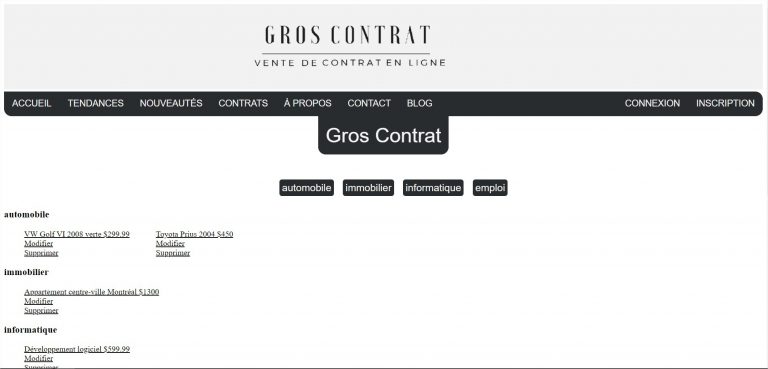 GROS CONTRAT
VENTE DE CONTRAT EN LIGNE
ACCUEIL TENDANCES NOUVEAUTÉS CONTRATS À PROPOS CONTACT BLOG CONNEXION INSCRIPTION
Gros Contrat
automobile immobilier informatique emploi
automobile
VW Golf VI 2008 verte $299.99 Toyota Prius 2004 $450
Modifier Modifier
Supprimer Supprimer
immobilier
Appartement centre-ville Montréal $1300
Modifier
Supprimer
informatique
Développement logiciel $599.99
Modifier
Supprimer